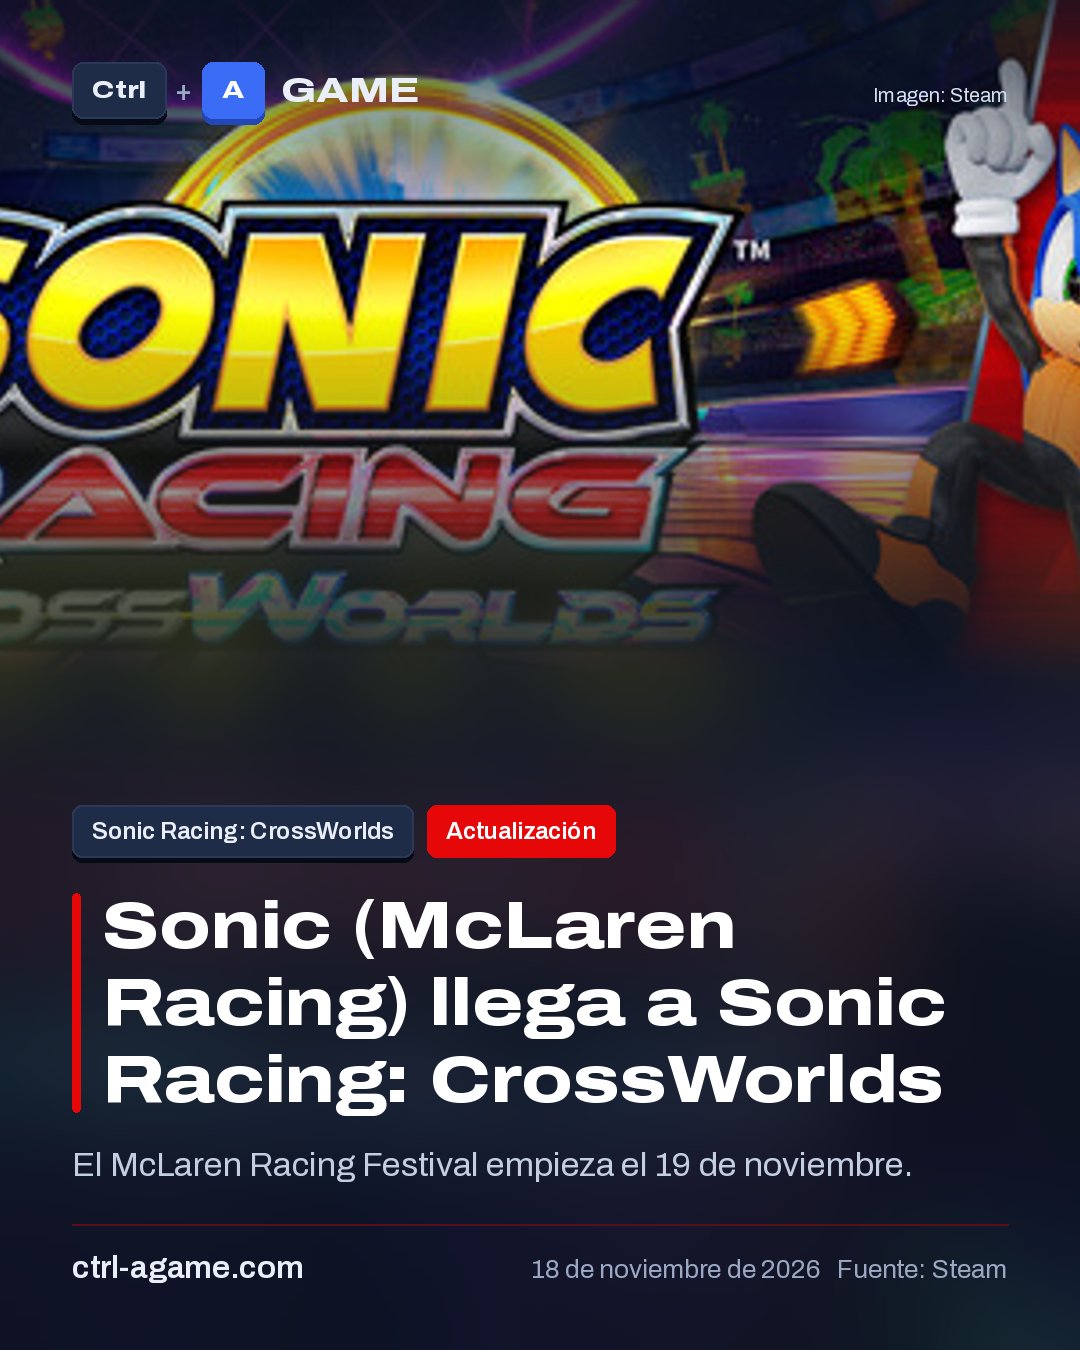 Ctrl + A GAME
Imagen: Steam
SONIC™
RACING
CROSSWORLDS
Sonic Racing: CrossWorlds
Actualización
Sonic (McLaren
Racing) llega a Sonic
Racing: CrossWorlds
El McLaren Racing Festival empieza el 19 de noviembre.
ctrl-agame.com
18 de noviembre de 2026 Fuente: Steam